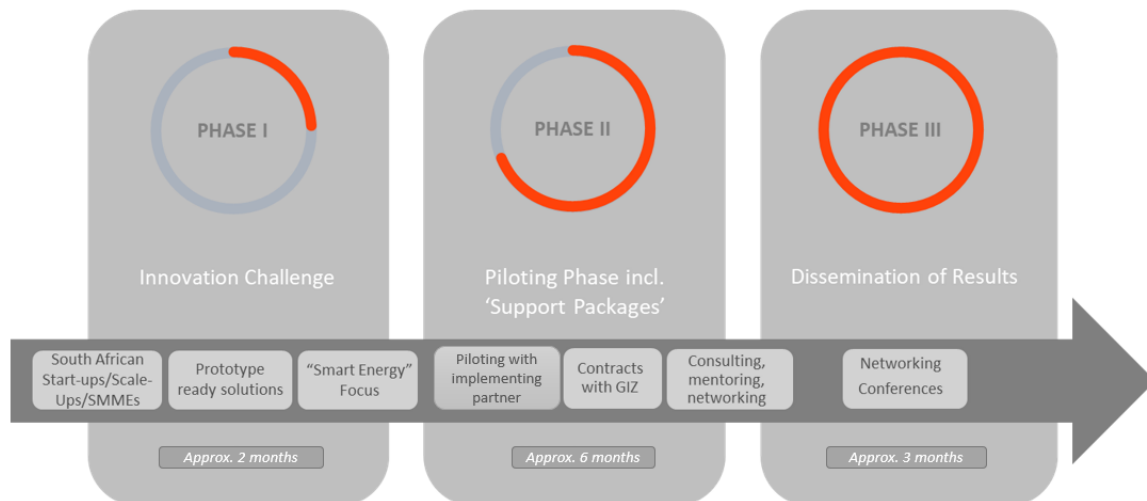 PHASE I
PHASE II
PHASE III
Innovation Challenge
Piloting Phase incl.
‘Support Packages’
Dissemination of Results
South African
Start-ups/Scale-
Ups/SMMEs
Prototype
ready solutions
“Smart Energy”
Focus
Piloting with
implementing
partner
Contracts
with GIZ
Consulting,
mentoring,
networking
Networking
Conferences
Approx. 2 months
Approx. 6 months
Approx. 3 months